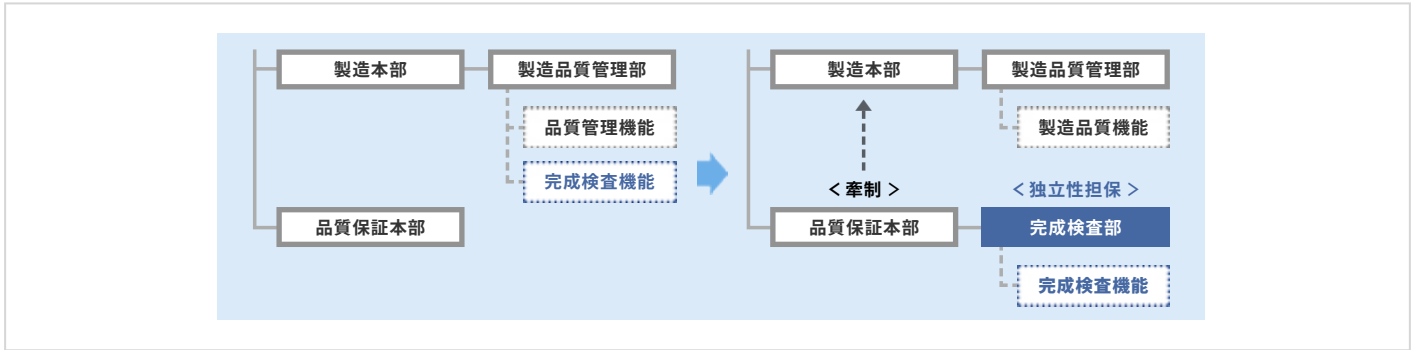 製造本部
製造品質管理部
品質管理機能
完成検査機能
品質保証本部
製造本部
製造品質管理部
製造品質機能
< 牽制 >
< 独立性担保 >
品質保証本部
完成検査部
完成検査機能